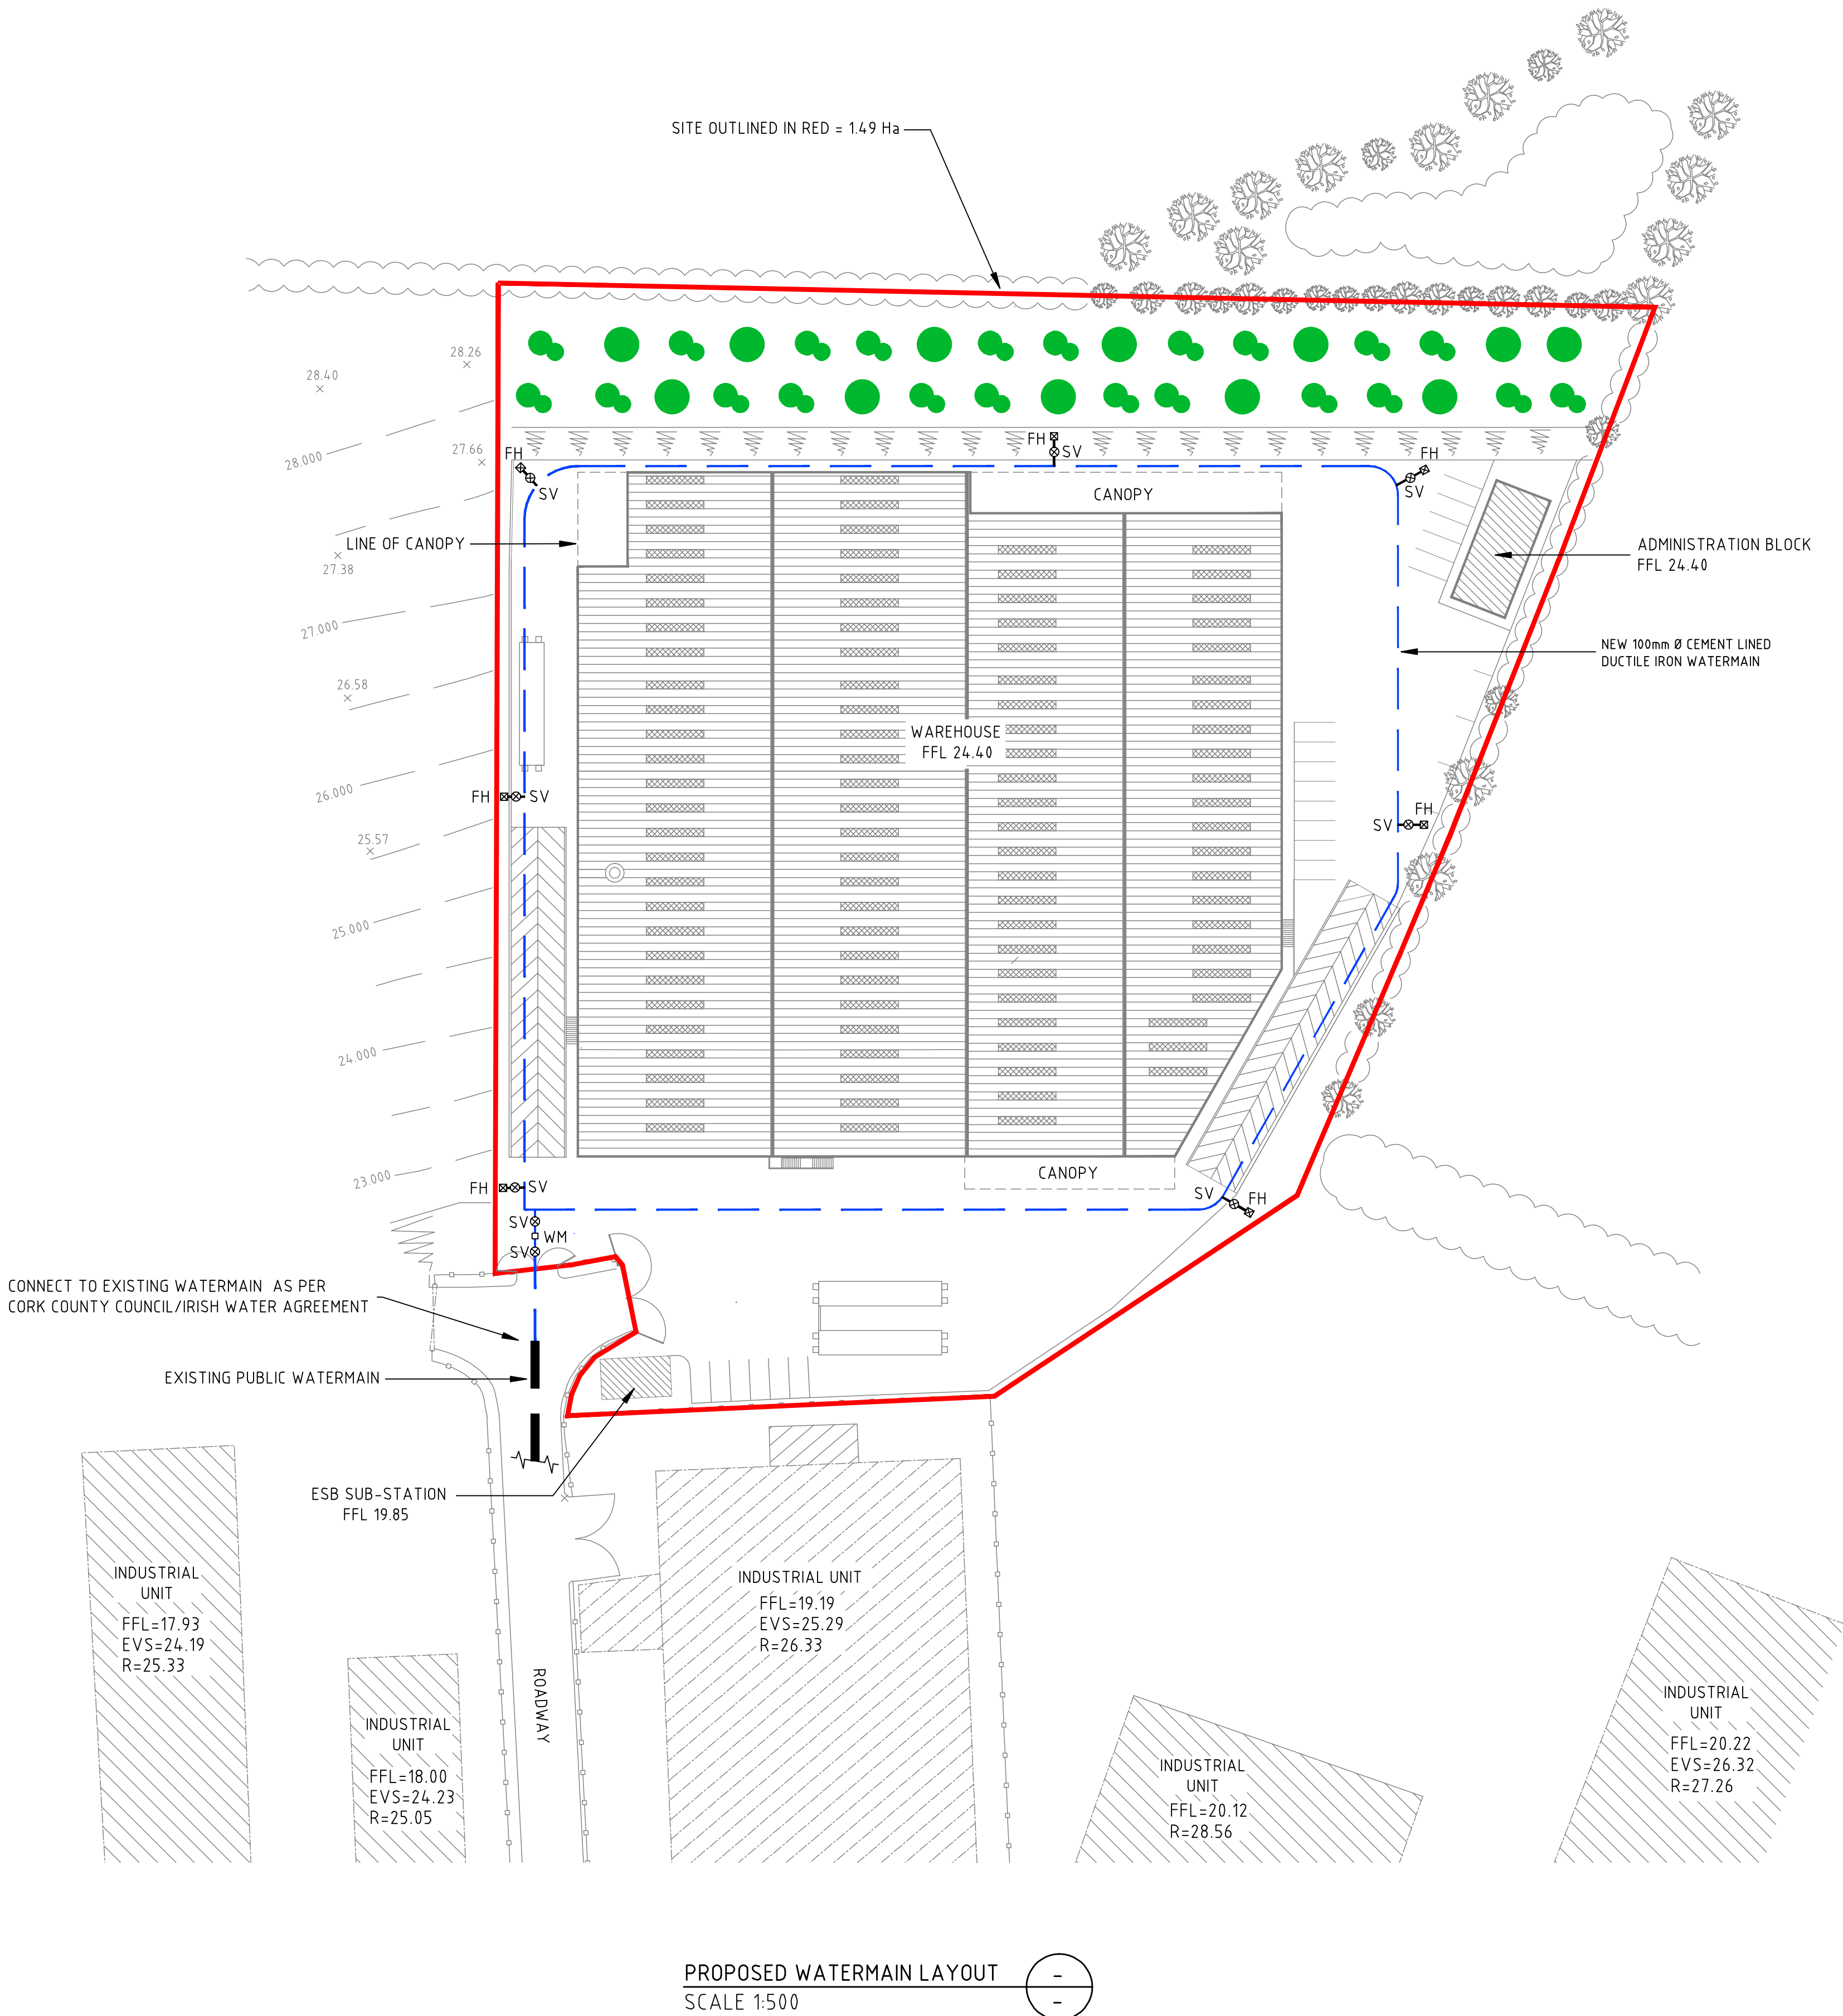 SITE OUTLINED IN RED = 1.49 Ha
28.26
28.40
28.000
27.66
FH
SV
FH
SV
FH
SV
CANOPY
LINE OF CANOPY
27.38
ADMINISTRATION BLOCK
FFL 24.40
27.000
NEW 100mm Ø CEMENT LINED
DUCTILE IRON WATERMAIN
26.58
WAREHOUSE
FFL 24.40
26.000
FH
SV
FH
SV
25.57
25.000
24.000
23.000
CANOPY
FH
SV
SV
FH
SV
WM
SV
CONNECT TO EXISTING WATERMAIN AS PER
CORK COUNTY COUNCIL/IRISH WATER AGREEMENT
EXISTING PUBLIC WATERMAIN
ESB SUB-STATION
FFL 19.85
INDUSTRIAL
UNIT
FFL=17.93
EVS=24.19
R=25.33
INDUSTRIAL UNIT
FFL=19.19
EVS=25.29
R=26.33
ROADWAY
INDUSTRIAL
UNIT
FFL=18.00
EVS=24.23
R=25.05
INDUSTRIAL
UNIT
FFL=20.12
R=28.56
INDUSTRIAL
UNIT
FFL=20.22
EVS=26.32
R=27.26
PROPOSED WATERMAIN LAYOUT
SCALE 1:500
-
-